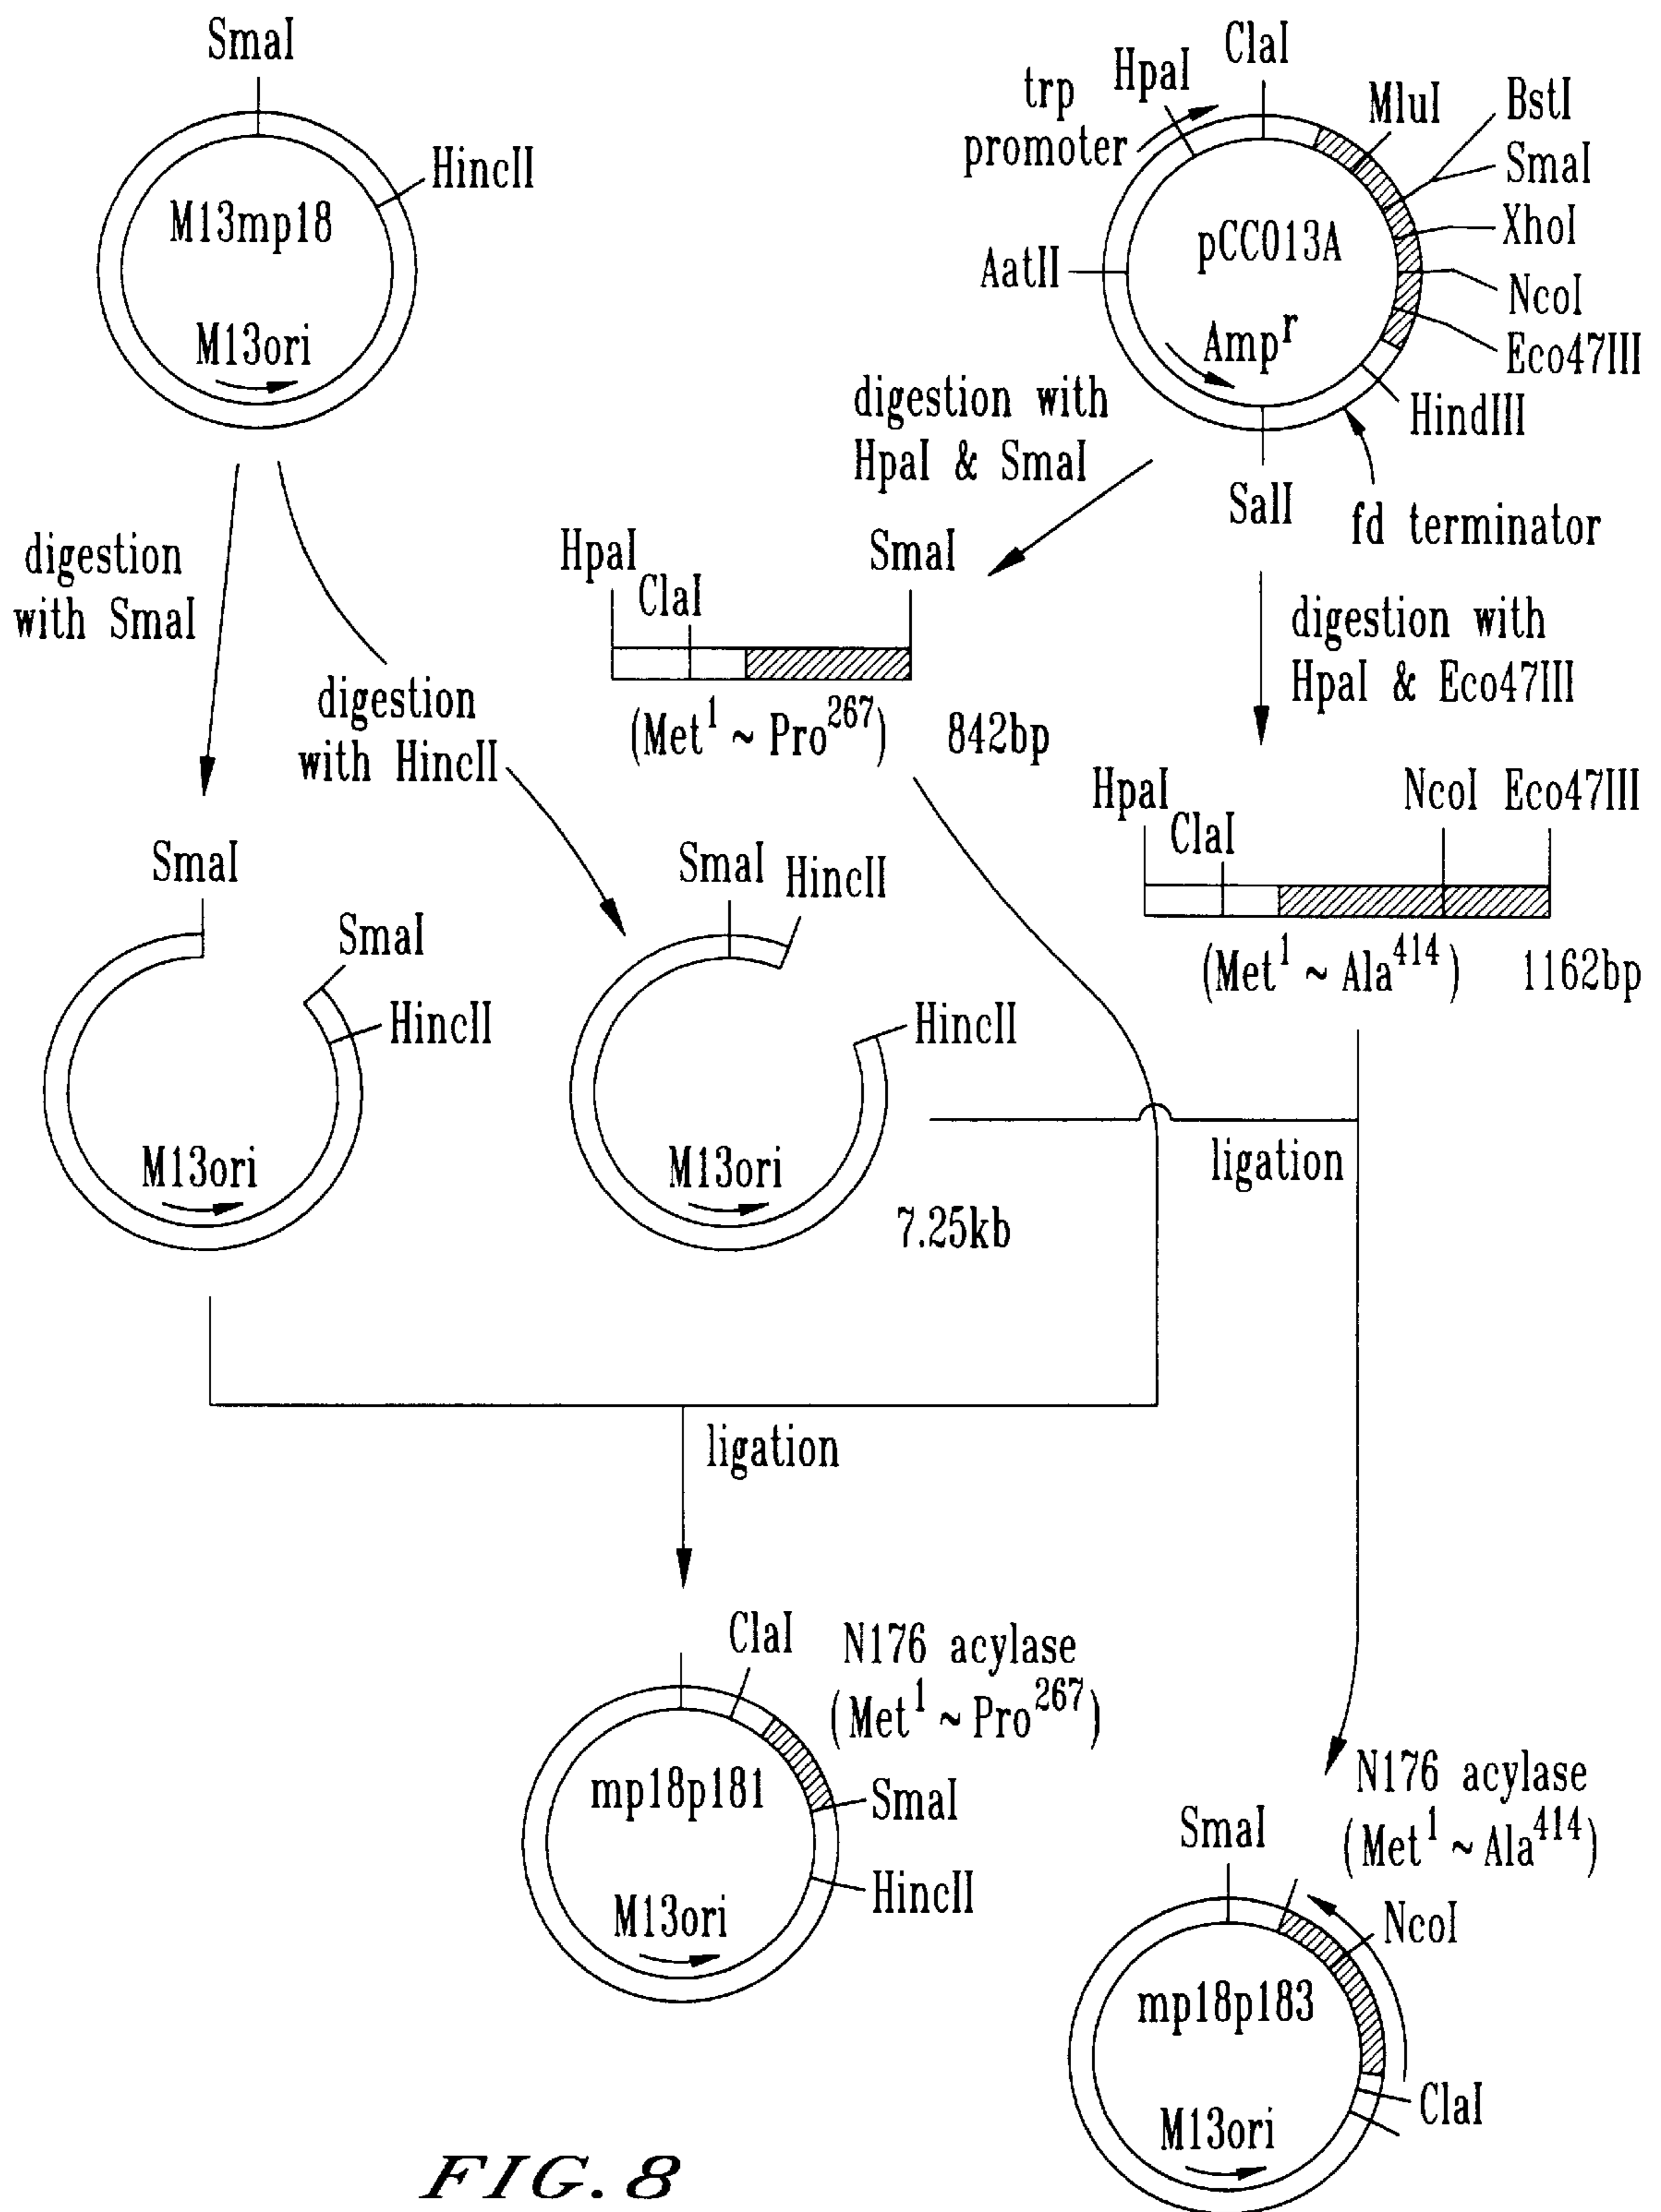 SmaI
HincII
M13mp18
M13ori
trp
promoter
HpaI
ClaI
MluI
BstI
SmaI
XhoI
NcoI
Eco47III
HindIII
AatII
pCC013A
Amp^r
SalI
fd terminator
digestion with
HpaI & SmaI
digestion
with SmaI
digestion
with HincII
HpaI
ClaI
SmaI
(Met^1 ~ Pro^267) 842bp
digestion with
HpaI & Eco47III
HpaI
ClaI
NcoI Eco47III
(Met^1 ~ Ala^414) 1162bp
SmaI
SmaI
HincII
M13ori
SmaI HincII
HincII
M13ori
7.25kb
ligation
ligation
ClaI
N176 acylase
(Met^1 ~ Pro^267)
mp18p181
SmaI
HincII
M13ori
N176 acylase
(Met^1 ~ Ala^414)
SmaI
NcoI
mp18p183
ClaI
M13ori
FIG. 8